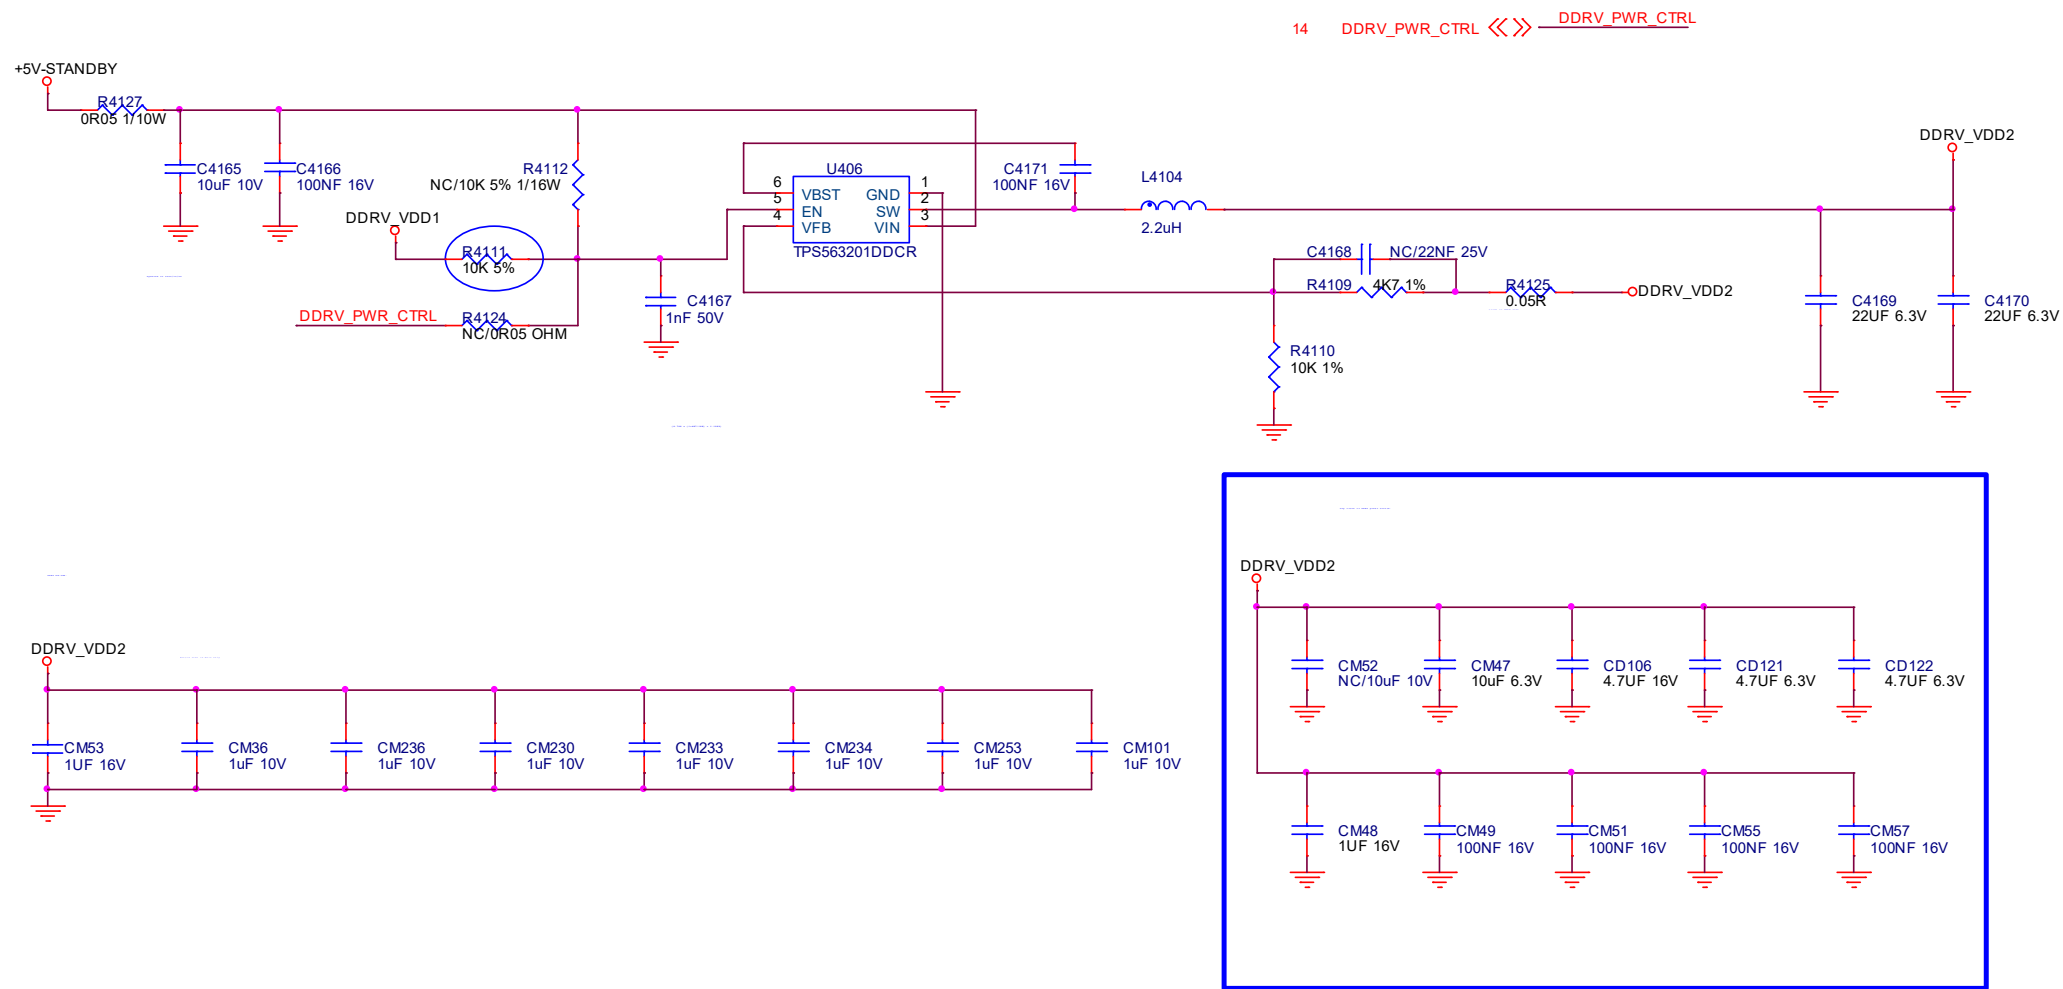 14 DDRV_PWR_CTRL DDRV_PWR_CTRL
+5V-STANDBY
R4127
0R05 1/10W
C4165
10uF 10V
C4166
100NF 16V
R4112
NC/10K 5% 1/16W
DDRV_VDD1
R4111
10K 5%
DDRV_PWR_CTRL
R4124
NC/0R05 OHM
C4167
1nF 50V
U406
6 VBST GND 1
5 EN SW 2
4 VFB VIN 3
TPS563201DDCR
C4171
100NF 16V
L4104
2.2uH
C4168 NC/22NF 25V
R4109 4K7 1%
R4125
0.05R
DDRV_VDD2
R4110
10K 1%
DDRV_VDD2
C4169
22UF 6.3V
C4170
22UF 6.3V
DDRV_VDD2
CM53
1UF 16V
CM36
1uF 10V
CM236
1uF 10V
CM230
1uF 10V
CM233
1uF 10V
CM234
1uF 10V
CM253
1uF 10V
CM101
1uF 10V
DDRV_VDD2
CM52
NC/10uF 10V
CM47
10uF 6.3V
CD106
4.7UF 16V
CD121
4.7UF 6.3V
CD122
4.7UF 6.3V
CM48
1UF 16V
CM49
100NF 16V
CM51
100NF 16V
CM55
100NF 16V
CM57
100NF 16V